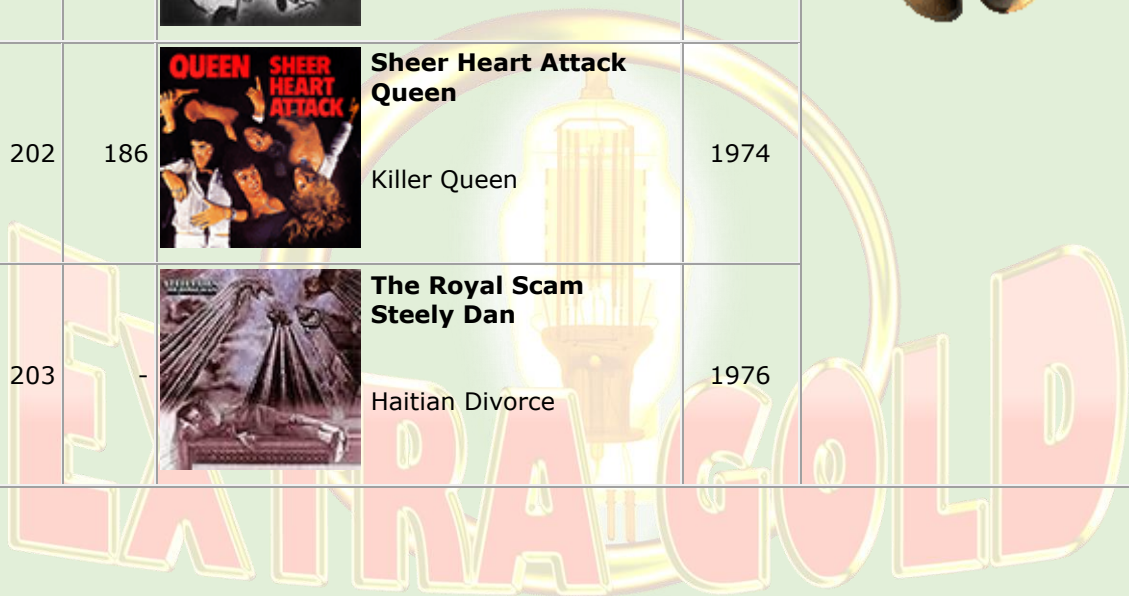 202
186
QUEEN SHEER
HEART
ATTACK
Sheer Heart Attack
Queen
Killer Queen
1974
203
-
The Royal Scam
Steely Dan
Haitian Divorce
1976
EXTRA GOLD